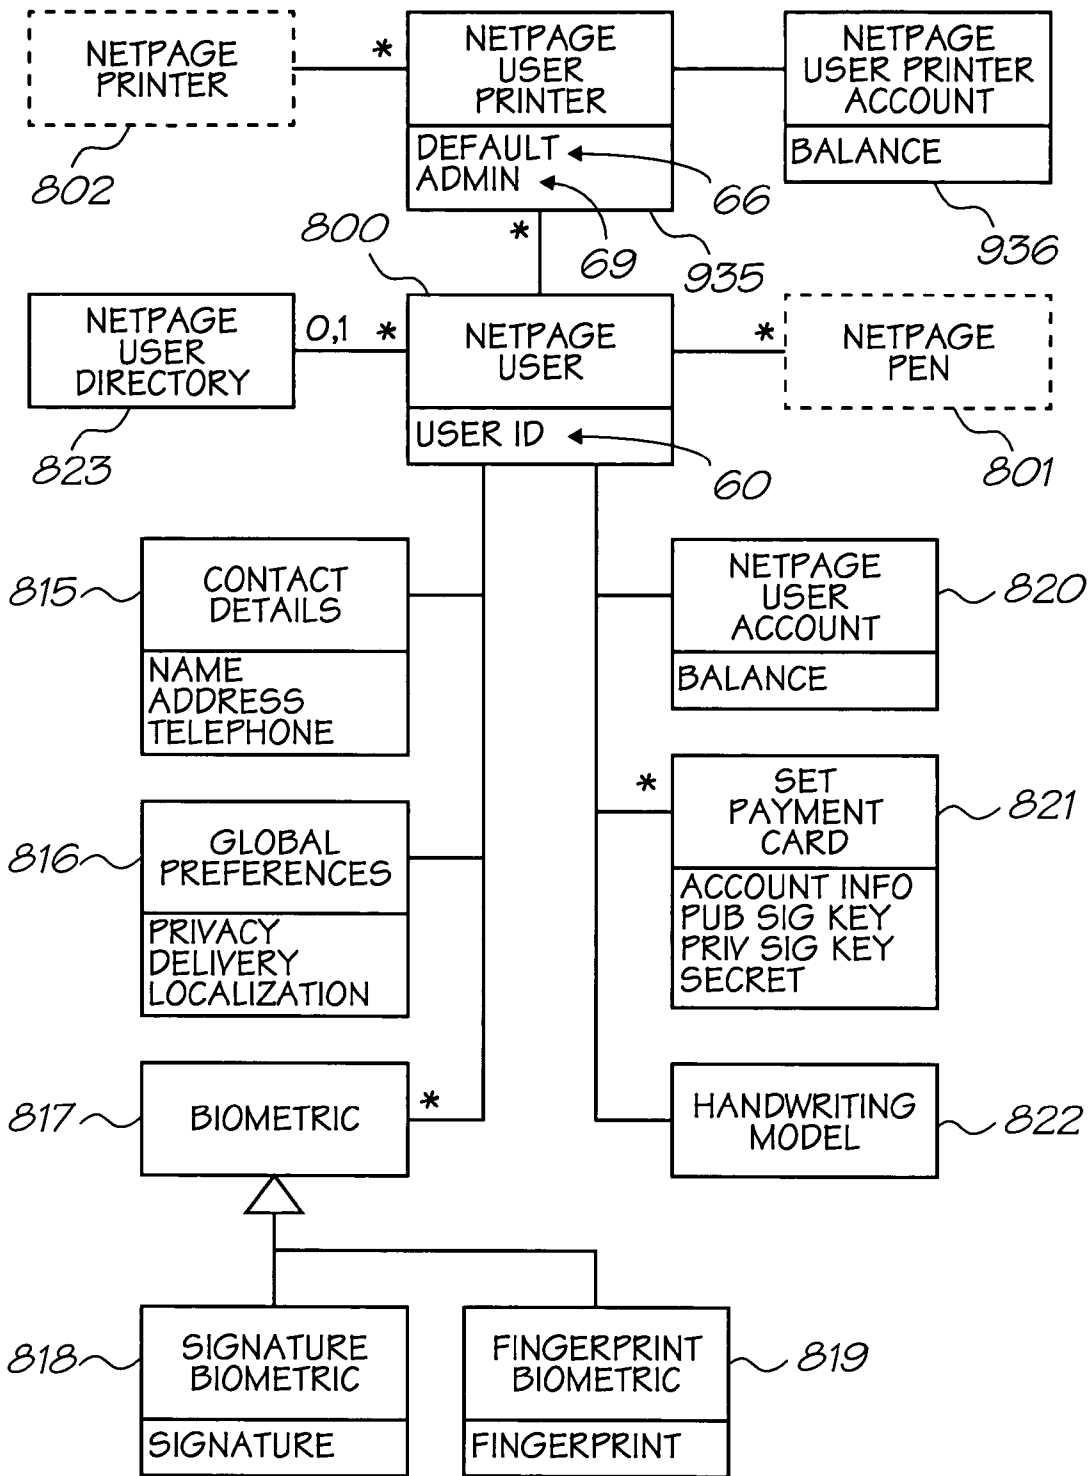 NETPAGE
PRINTER
802
*
NETPAGE
USER
PRINTER
DEFAULT
ADMIN
66
69
935
NETPAGE
USER PRINTER
ACCOUNT
BALANCE
936
*
800
NETPAGE
USER
DIRECTORY
823
0,1 *
NETPAGE
USER
USER ID
60
*
NETPAGE
PEN
801
815
CONTACT
DETAILS
NAME
ADDRESS
TELEPHONE
NETPAGE
USER
ACCOUNT
BALANCE
820
816
GLOBAL
PREFERENCES
PRIVACY
DELIVERY
LOCALIZATION
*
SET
PAYMENT
CARD
ACCOUNT INFO
PUB SIG KEY
PRIV SIG KEY
SECRET
821
817
BIOMETRIC
*
HANDWRITING
MODEL
822
818
SIGNATURE
BIOMETRIC
SIGNATURE
FINGERPRINT
BIOMETRIC
FINGERPRINT
819